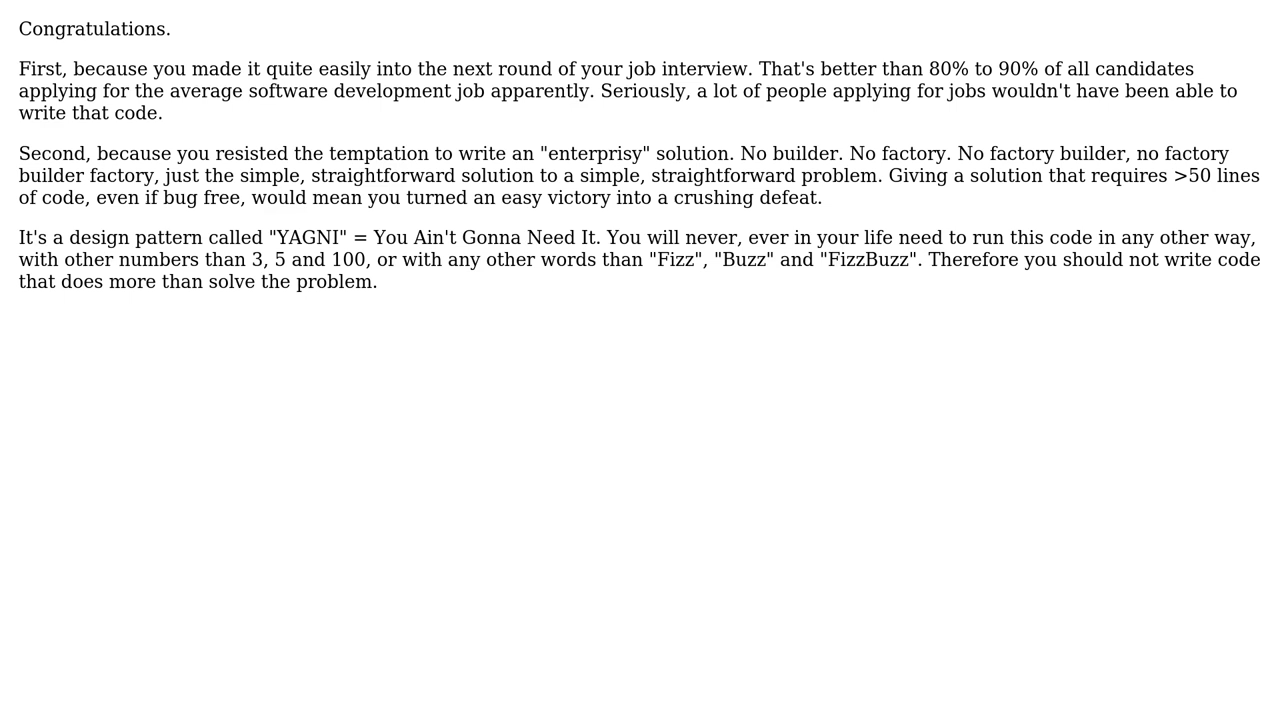 Congratulations.
First, because you made it quite easily into the next round of your job interview. That's better than 80% to 90% of all candidates
applying for the average software development job apparently. Seriously, a lot of people applying for jobs wouldn't have been able to
write that code.
Second, because you resisted the temptation to write an "enterprisy" solution. No builder. No factory. No factory builder, no factory
builder factory, just the simple, straightforward solution to a simple, straightforward problem. Giving a solution that requires >50 lines
of code, even if bug free, would mean you turned an easy victory into a crushing defeat.
It's a design pattern called "YAGNI" = You Ain't Gonna Need It. You will never, ever in your life need to run this code in any other way,
with other numbers than 3, 5 and 100, or with any other words than "Fizz", "Buzz" and "FizzBuzz". Therefore you should not write code
that does more than solve the problem.